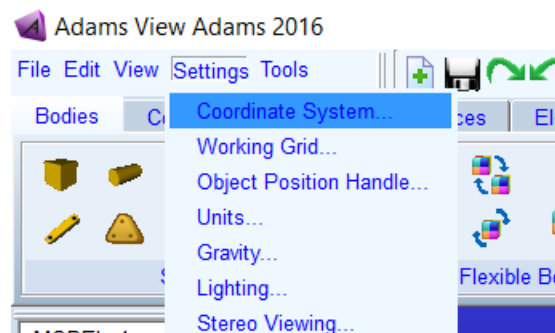 Adams View Adams 2016
File Edit View Settings Tools
Bodies
Coordinate System...
Working Grid...
Object Position Handle...
Units...
Gravity...
Flexible
Lighting...
Stereo Viewing...